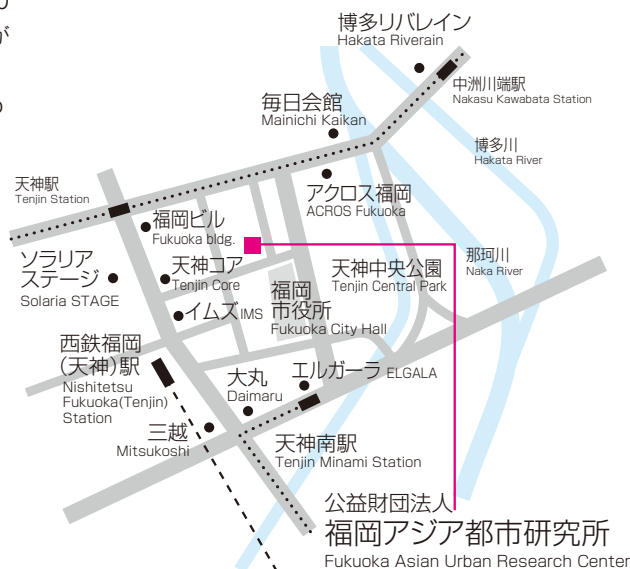 が
博多リバレイン
Hakata Riverain
中洲川端駅
Nakasu Kawabata Station
毎日会館
Mainichi Kaikan
博多川
Hakata River
天神駅
Tenjin Station
アクロス福岡
ACROS Fukuoka
福岡ビル
Fukuoka bldg.
ソラリア
ステージ
Solaria STAGE
天神コア
Tenjin Core
天神中央公園
Tenjin Central Park
那珂川
Naka River
イムズ IMS
福岡
市役所
Fukuoka City Hall
西鉄福岡
(天神)駅
Nishitetsu
Fukuoka(Tenjin)
Station
大丸
Daimaru
エルガーラ ELGALA
三越
Mitsukoshi
天神南駅
Tenjin Minami Station
公益財団法人
福岡アジア都市研究所
Fukuoka Asian Urban Research Center